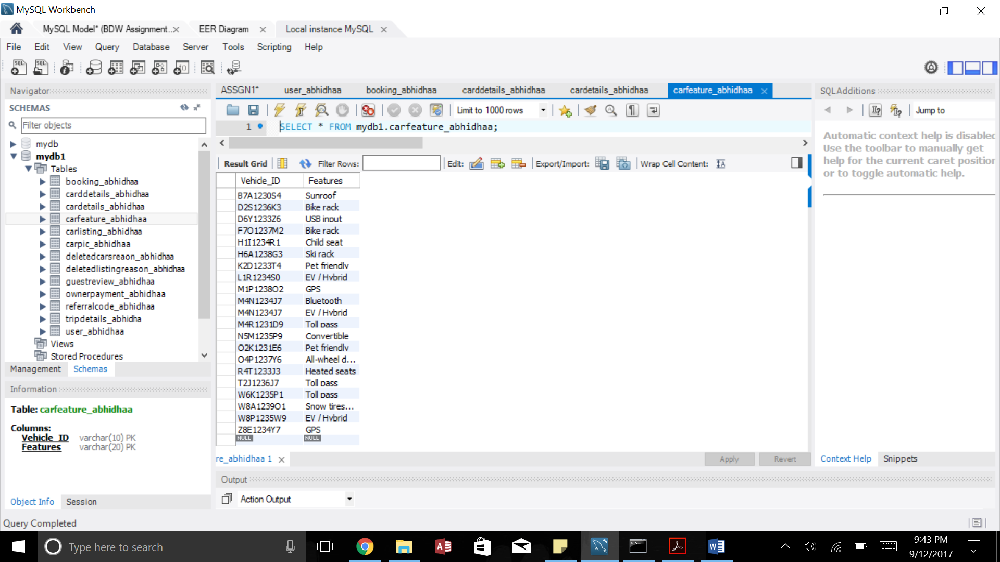 MySQL Workbench
MySQL Model* (BDW Assignment...
EER Diagram
Local instance MySQL
File Edit View Query Database Server Tools Scripting Help
Navigator
SCHEMAS
Filter objects
mydb
mydb1
Tables
booking_abhidhaa
carddetails_abhidhaa
cardetails_abhidhaa
carfeature_abhidhaa
carlisting_abhidhaa
carpic_abhidhaa
deletedcarsreaon_abhidhaa
deletedlistingreason_abhidhaa
guestreview_abhidhaa
ownerpayment_abhidhaa
referralcode_abhidhaa
tripdetails_abhidha
user_abhidhaa
Views
Stored Procedures
Management Schemas
Information
Table: carfeature_abhidhaa
Columns:
Vehicle_ID varchar(10) PK
Features varchar(20) PK
Object Info Session
Query Completed
ASSGN1* user_abhidhaa booking_abhidhaa carddetails_abhidhaa cardetails_abhidhaa carfeature_abhidhaa
Limit to 1000 rows
1 SELECT * FROM mydb1.carfeature_abhidhaa;
Result Grid Filter Rows: Edit: Export/Import: Wrap Cell Content:
Vehicle_ID Features
B7A1230S4 Sunroof
D2S1236K3 Bike rack
D6Y1233Z6 USB input
F7O1237M2 Bike rack
H1I1234R1 Child seat
H6A1238G3 Ski rack
K2D1233T4 Pet friendly
L1R1234S0 EV / Hybrid
M1P1238O2 GPS
M4N1234J7 Bluetooth
M4N1234J7 EV / Hybrid
M4R1231D9 Toll pass
N5M1235P9 Convertible
O2K1231E6 Pet friendly
O4P1237Y6 All-wheel d...
R4T1233J3 Heated seats
T2J1236J7 Toll pass
W6K1235P1 Toll pass
W8A1239O1 Snow tires...
W8P1235W9 EV / Hybrid
Z8E1234Y7 GPS
NULL NULL
re_abhidhaa 1
Apply Revert
Output
Action Output
SQLAdditions
Jump to
Automatic context help is disabled
Use the toolbar to manually get
help for the current caret position
or to toggle automatic help.
Context Help Snippets
Type here to search
9:43 PM
9/12/2017